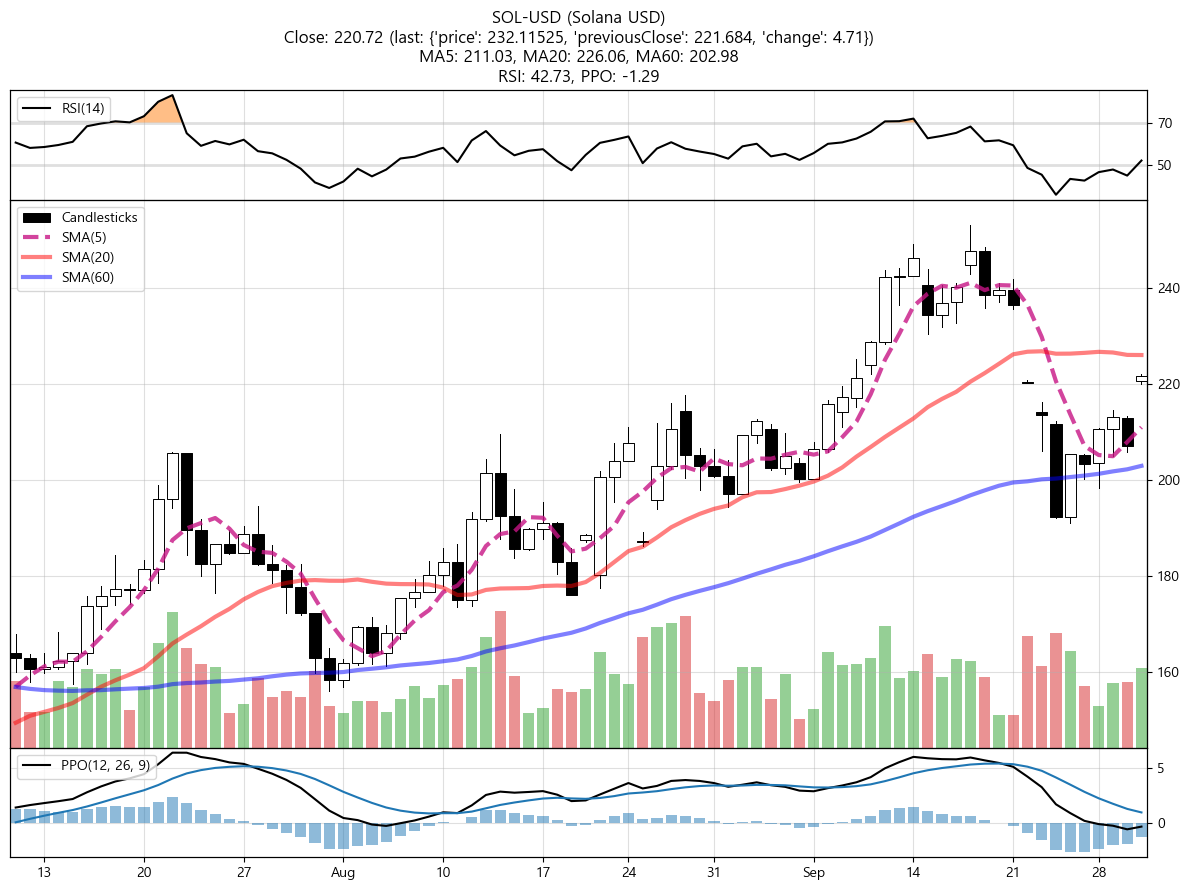 SOL-USD (Solana USD)
Close: 220.72 (last: {'price': 232.11525, 'previousClose': 221.684, 'change': 4.71})
MA5: 211.03, MA20: 226.06, MA60: 202.98
RSI: 42.73, PPO: -1.29
RSI(14)
70
50
Candlesticks
SMA(5)
SMA(20)
SMA(60)
240
220
200
180
160
PPO(12, 26, 9)
5
0
13 20 27 Aug 10 17 24 31 Sep 14 21 28